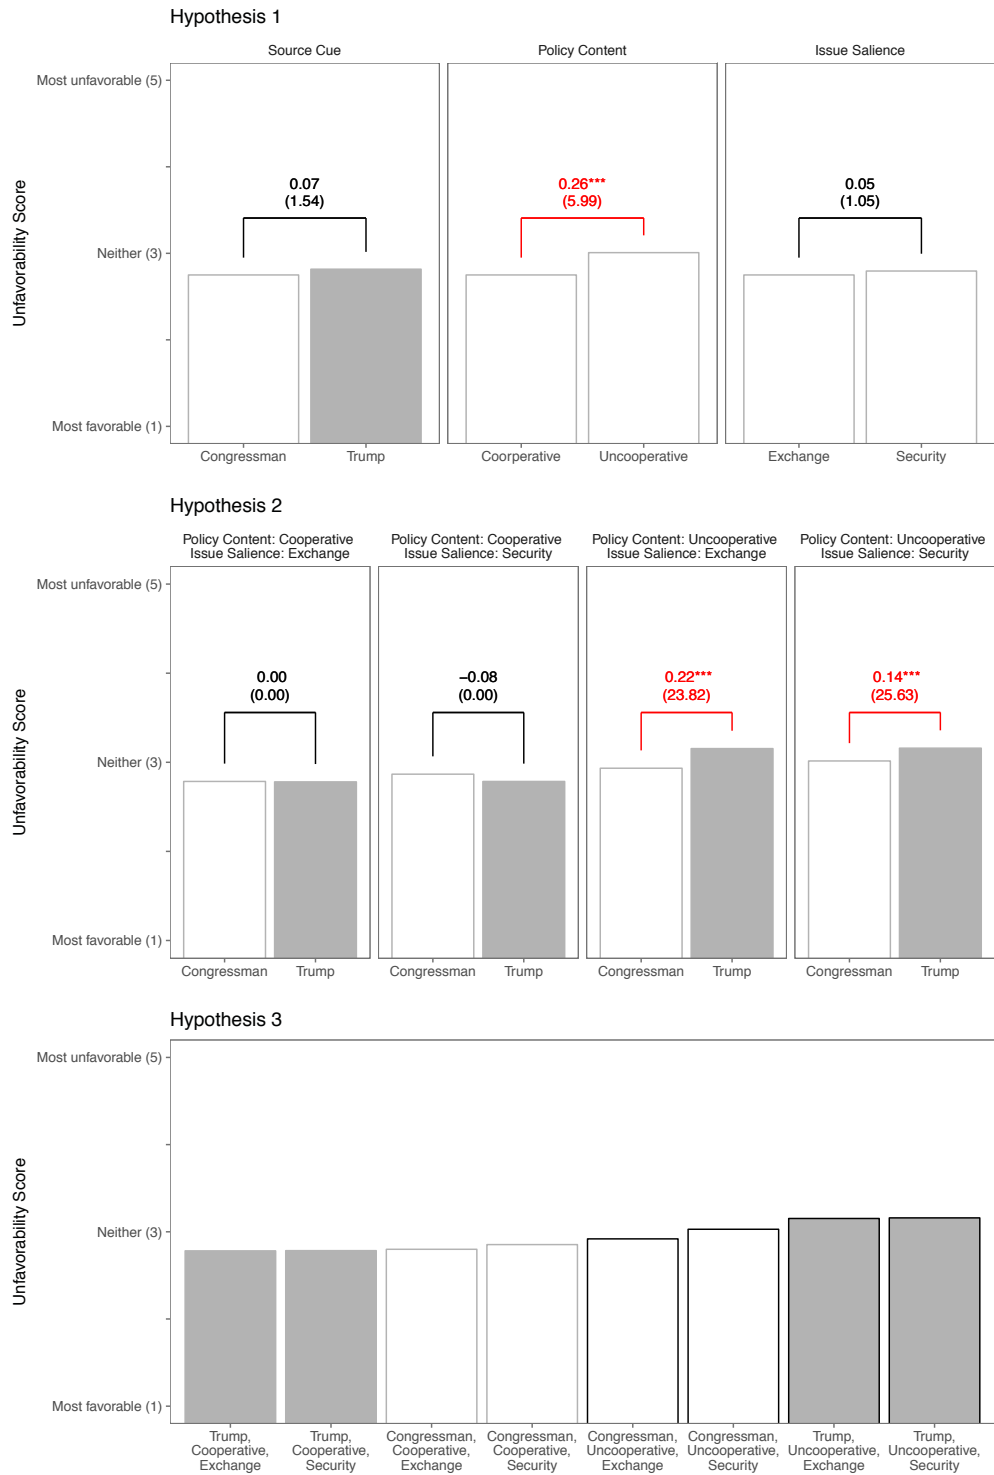 Hypothesis 1
Source Cue
Policy Content
Issue Salience
Unfavorability Score
Most unfavorable (5)
Neither (3)
Most favorable (1)
0.07
(1.54)
0.26***
(5.99)
0.05
(1.05)
Congressman
Trump
Coorperative
Uncooperative
Exchange
Security
Hypothesis 2
Policy Content: Cooperative
Issue Salience: Exchange
Policy Content: Cooperative
Issue Salience: Security
Policy Content: Uncooperative
Issue Salience: Exchange
Policy Content: Uncooperative
Issue Salience: Security
Unfavorability Score
Most unfavorable (5)
Neither (3)
Most favorable (1)
0.00
(0.00)
−0.08
(0.00)
0.22***
(23.82)
0.14***
(25.63)
Congressman
Trump
Congressman
Trump
Congressman
Trump
Congressman
Trump
Hypothesis 3
Unfavorability Score
Most unfavorable (5)
Neither (3)
Most favorable (1)
Trump,
Cooperative,
Exchange
Trump,
Cooperative,
Security
Congressman,
Cooperative,
Exchange
Congressman,
Cooperative,
Security
Congressman,
Uncooperative,
Exchange
Congressman,
Uncooperative,
Security
Trump,
Uncooperative,
Exchange
Trump,
Uncooperative,
Security